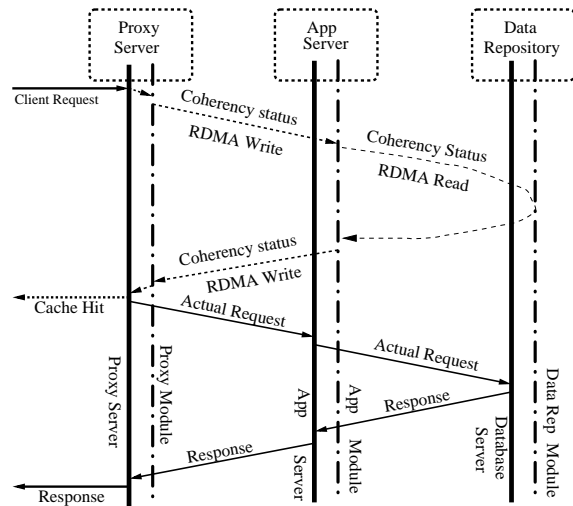 Proxy
Server
App
Server
Data
Repository
Client Request
Coherency status
RDMA Write
Coherency Status
RDMA Read
Coherency status
RDMA Write
Cache Hit
Actual Request
Actual Request
Proxy Server
Proxy Module
App
Server
App
Module
Database
Server
Data Rep Module
Response
Response
Response